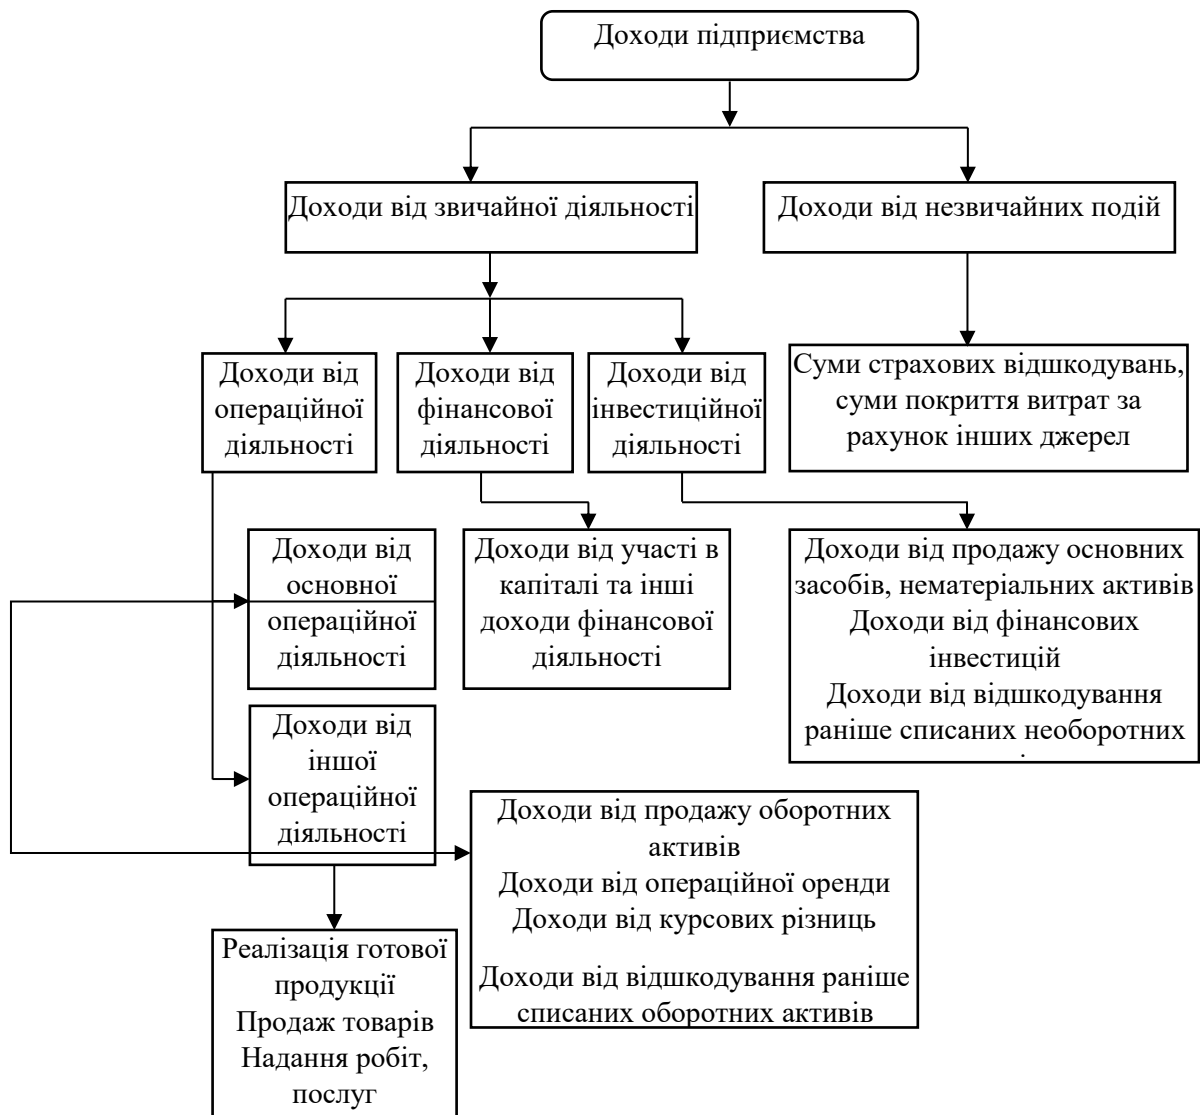 Доходи підприємства
Доходи від звичайної діяльності
Доходи від незвичайних подій
Доходи від
операційної
діяльності
Доходи від
фінансової
діяльності
Доходи від
інвестиційної
діяльності
Суми страхових відшкодувань,
суми покриття витрат за
рахунок інших джерел
Доходи від
основної
операційної
діяльності
Доходи від участі в
капіталі та інші
доходи фінансової
діяльності
Доходи від продажу основних
засобів, нематеріальних активів
Доходи від фінансових
інвестицій
Доходи від відшкодування
раніше списаних необоротних
Доходи від
іншої
операційної
діяльності
Доходи від продажу оборотних
активів
Доходи від операційної оренди
Доходи від курсових різниць
Доходи від відшкодування раніше
списаних оборотних активів
Реалізація готової
продукції
Продаж товарів
Надання робіт,
послуг